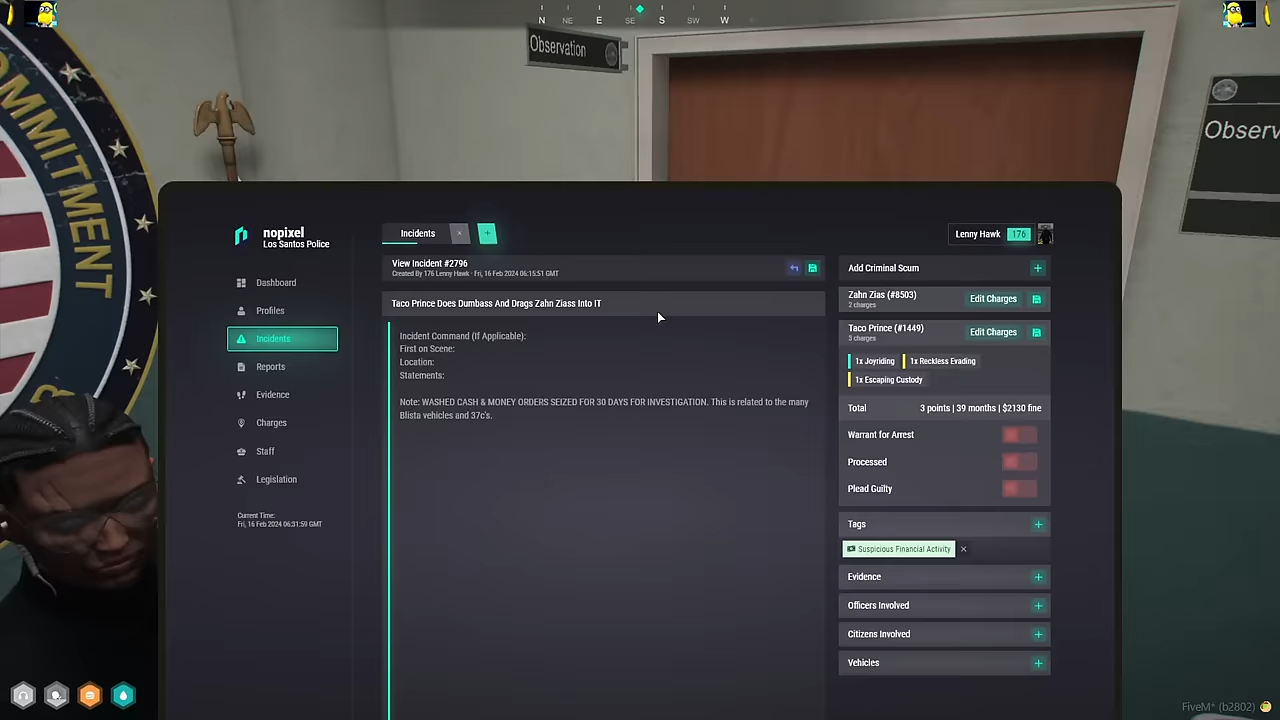 N NE E SE S SW W
Observation
Observ
COMMITMENT
nopixel
Los Santos Police
Dashboard
Profiles
Incidents
Reports
Evidence
Charges
Staff
Legislation
Current Time:
Fri, 16 Feb 2024 06:31:59 GMT
Incidents × +
Lenny Hawk 176
View Incident #2796
Created By 176 Lenny Hawk · Fri, 16 Feb 2024 06:15:51 GMT
Taco Prince Does Dumbass And Drags Zahn Ziass Into IT
Incident Command (If Applicable):
First on Scene:
Location:
Statements:
Note: WASHED CASH & MONEY ORDERS SEIZED FOR 30 DAYS FOR INVESTIGATION. This is related to the many
Blista vehicles and 37c's.
Add Criminal Scum +
Zahn Zias (#8503) Edit Charges
2 charges
Taco Prince (#1449) Edit Charges
3 charges
1x Joyriding 1x Reckless Evading
1x Escaping Custody
Total 3 points | 39 months | $2130 fine
Warrant for Arrest
Processed
Plead Guilty
Tags +
Suspicious Financial Activity ×
Evidence +
Officers Involved +
Citizens Involved +
Vehicles +
FiveM* (b2802)